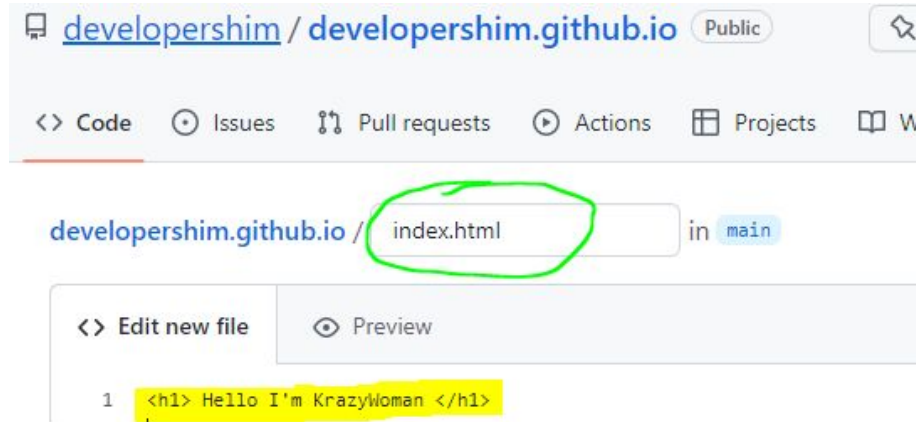 developershim / developershim.github.io Public
<> Code Issues Pull requests Actions Projects W
developershim.github.io / index.html in main
<> Edit new file Preview
1 <h1> Hello I'm KrazyWoman </h1>